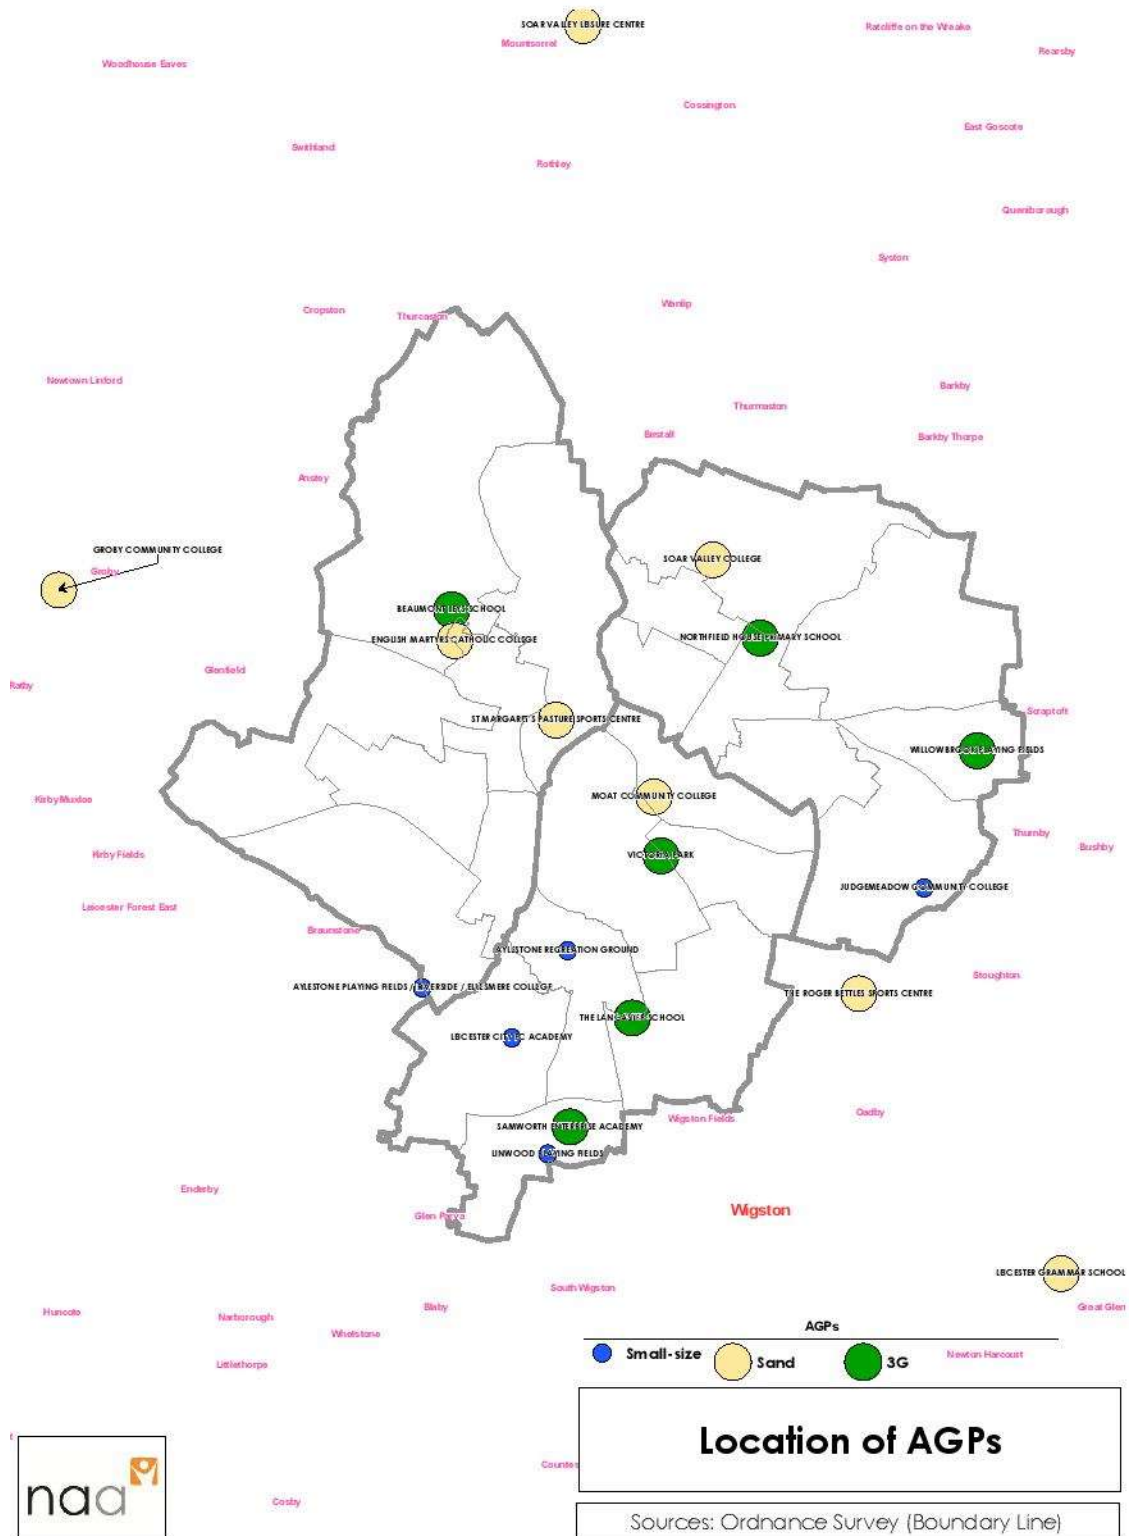 SOAR VALLEY LEISURE CENTRE
Ratcliffe on the Wreake
Mountsorrel
Rearsby
Woodhouse Eaves
Cossington
East Goscote
Swithland
Rothley
Queniborough
Syston
Wanlip
Cropston
Thurcaston
Newtown Linford
Barkby
Thurmaston
Birstall
Barkby Thorpe
Anstey
GROBY COMMUNITY COLLEGE
SOAR VALLEY COLLEGE
Groby
BEAUMONT LEYS SCHOOL
ENGLISH MARTYRS CATHOLIC COLLEGE
NORTHFIELD HOUSE PRIMARY SCHOOL
Glenfield
Ratby
Scraptoft
ST MARGARET'S PASTURE SPORTS CENTRE
WILLOWBROOK PLAYING FIELDS
MOAT COMMUNITY COLLEGE
Kirby Muxloe
Thurnby
Bushby
Kirby Fields
VICTORIA PARK
JUDGEMEADOW COMMUNITY COLLEGE
Leicester Forest East
Braunstone
AYLESTONE RECREATION GROUND
Stoughton
AYLESTONE PLAYING FIELDS / RIVERSIDE / ELLESMERE COLLEGE
THE ROGER BETTLES SPORTS CENTRE
THE LANCASTER SCHOOL
LEICESTER CITY FC ACADEMY
Oadby
Wigston Fields
SAMWORTH ENTERPRISE ACADEMY
LINWOOD PLAYING FIELDS
Enderby
Wigston
Glen Parva
LEICESTER GRAMMAR SCHOOL
South Wigston
Great Glen
Blaby
Huncote
Narborough
Whetstone
AGPs
Small-size
Sand
3G
Newton Harcourt
Littlethorpe
Location of AGPs
Countes
naa
Cosby
Sources: Ordnance Survey (Boundary Line)